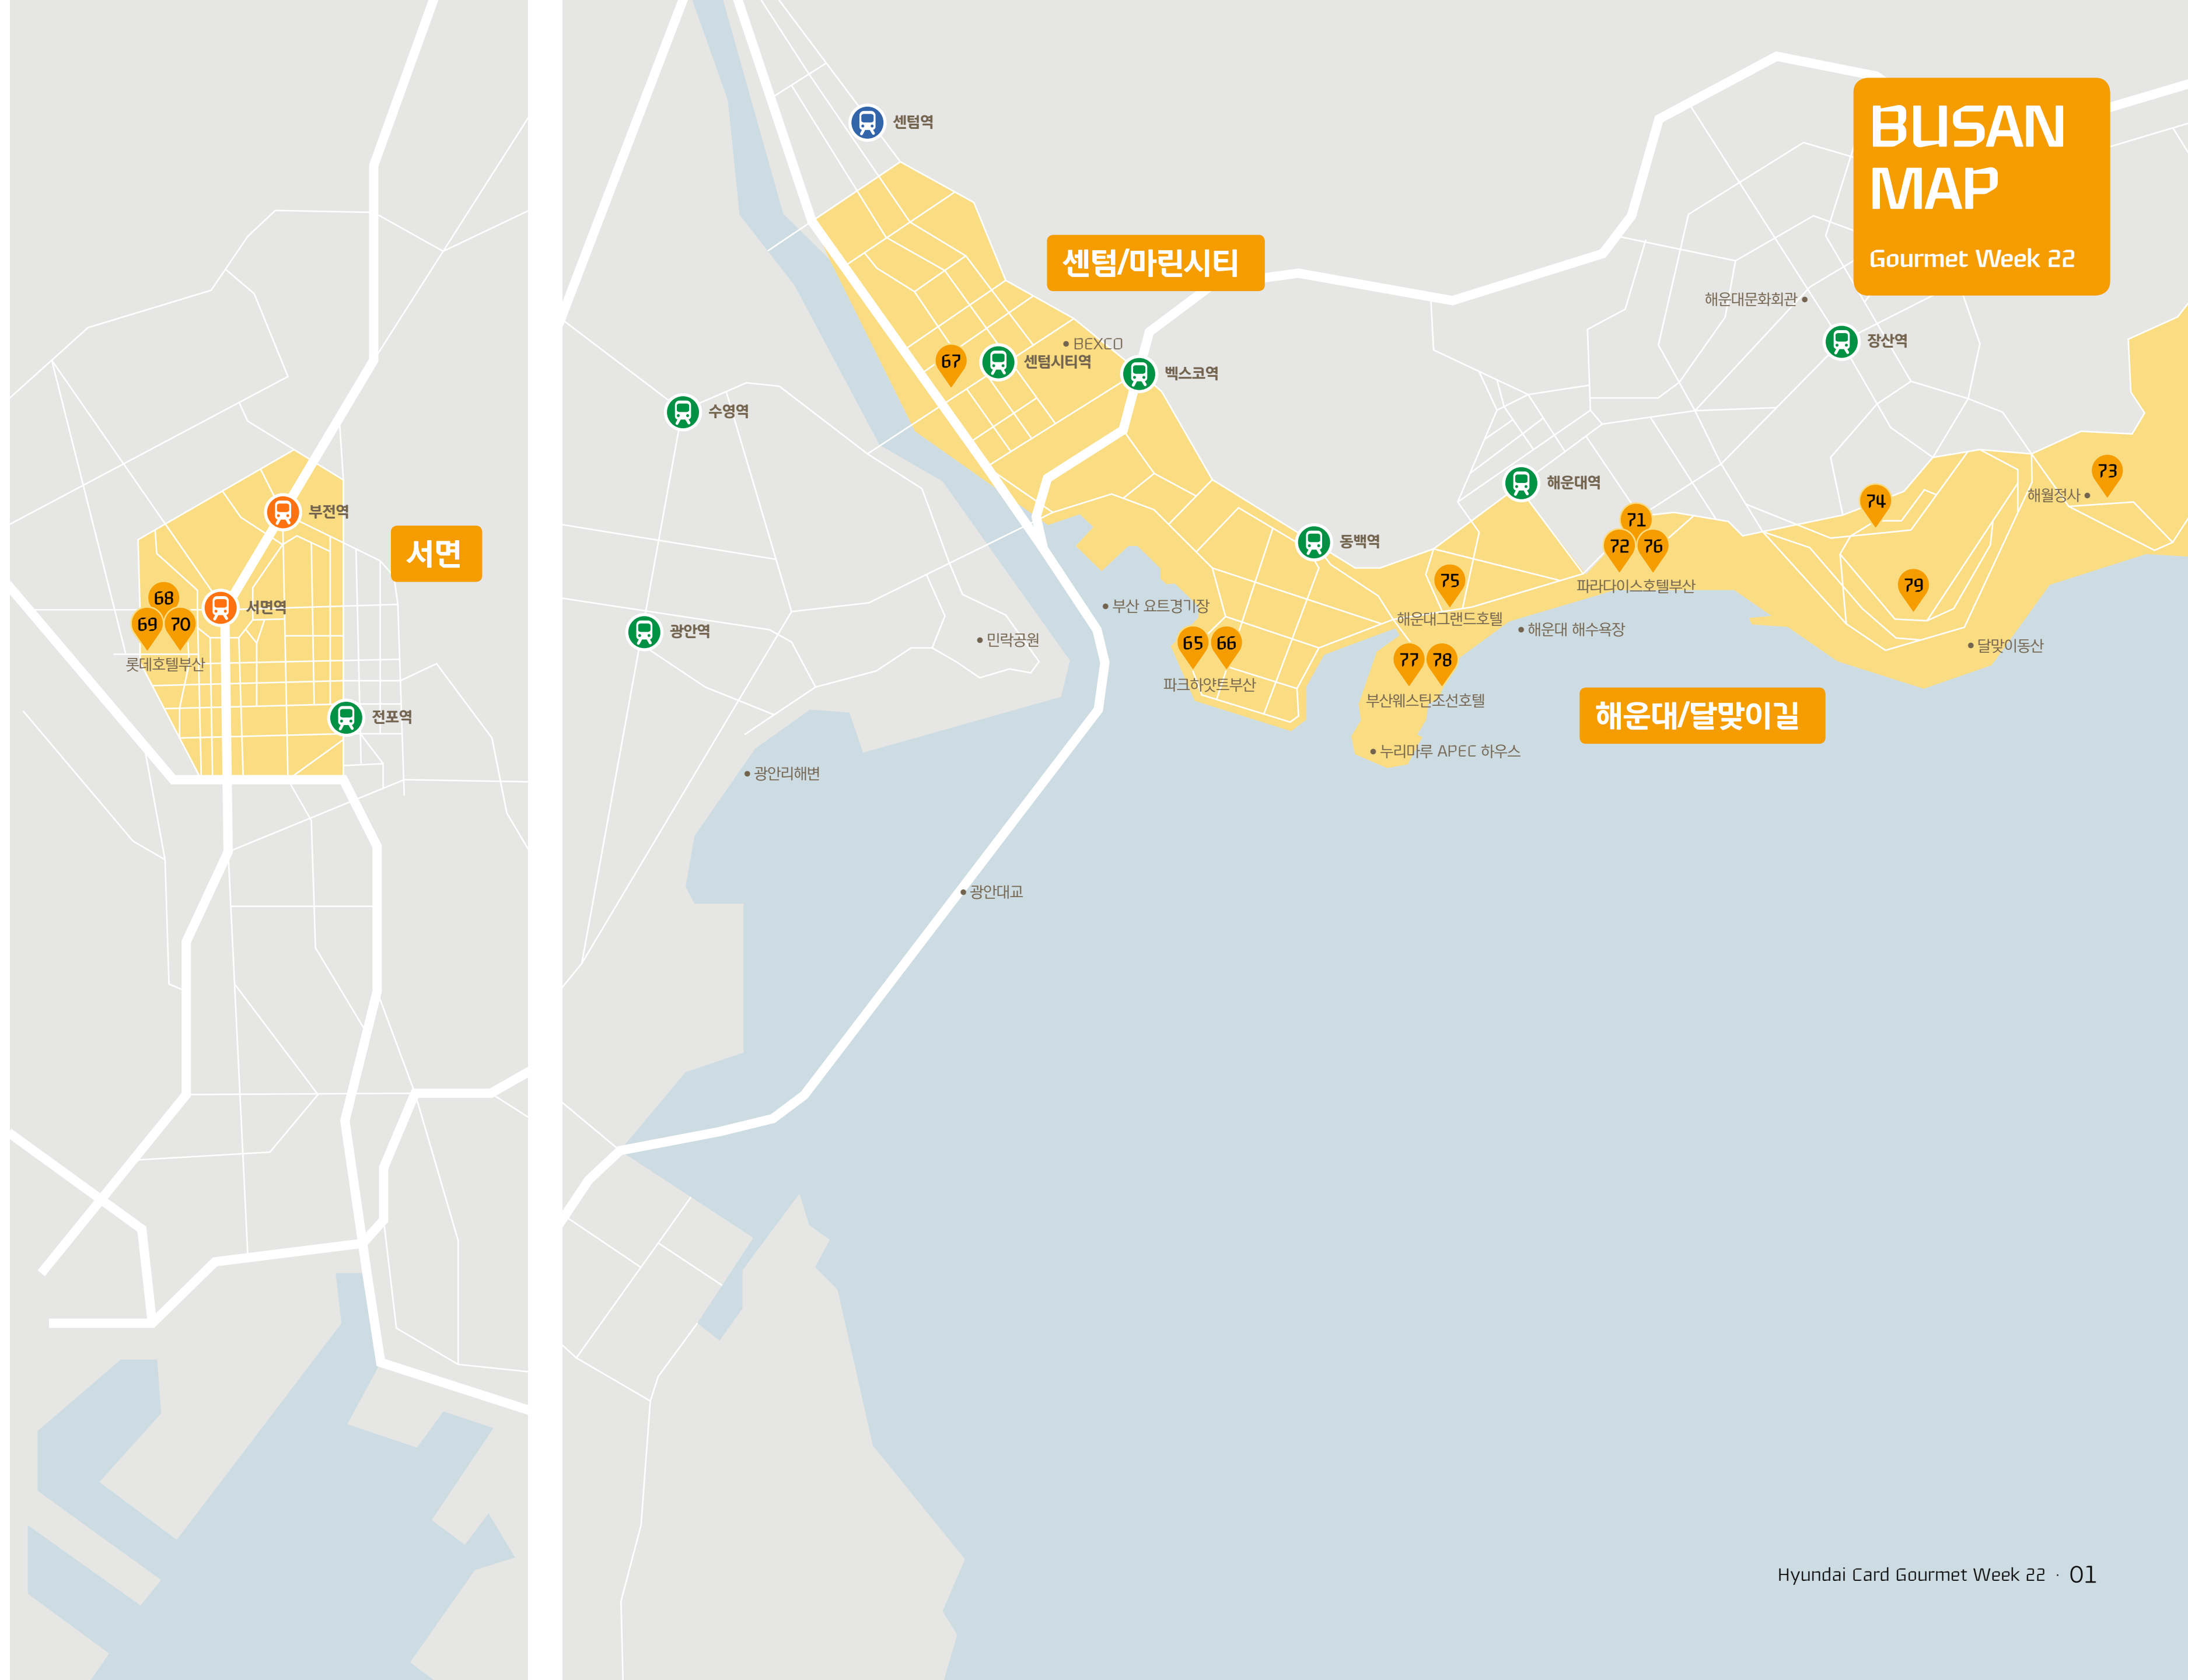 BUSAN
MAP
Gourmet Week 22
서면
부전역
서면역
68
69
70
롯데호텔부산
전포역
센텀/마린시티
센텀역
BEXCO
67
센텀시티역
벡스코역
수영역
동백역
광안역
민락공원
부산 요트경기장
65
66
파크하얏트부산
광안리해변
광안대교
해운대문화회관
장산역
해운대역
73
해월정사
74
71
72
76
파라다이스호텔부산
75
해운대그랜드호텔
79
해운대 해수욕장
달맞이동산
77
78
부산웨스틴조선호텔
해운대/달맞이길
누리마루 APEC 하우스
Hyundai Card Gourmet Week 22 · 01